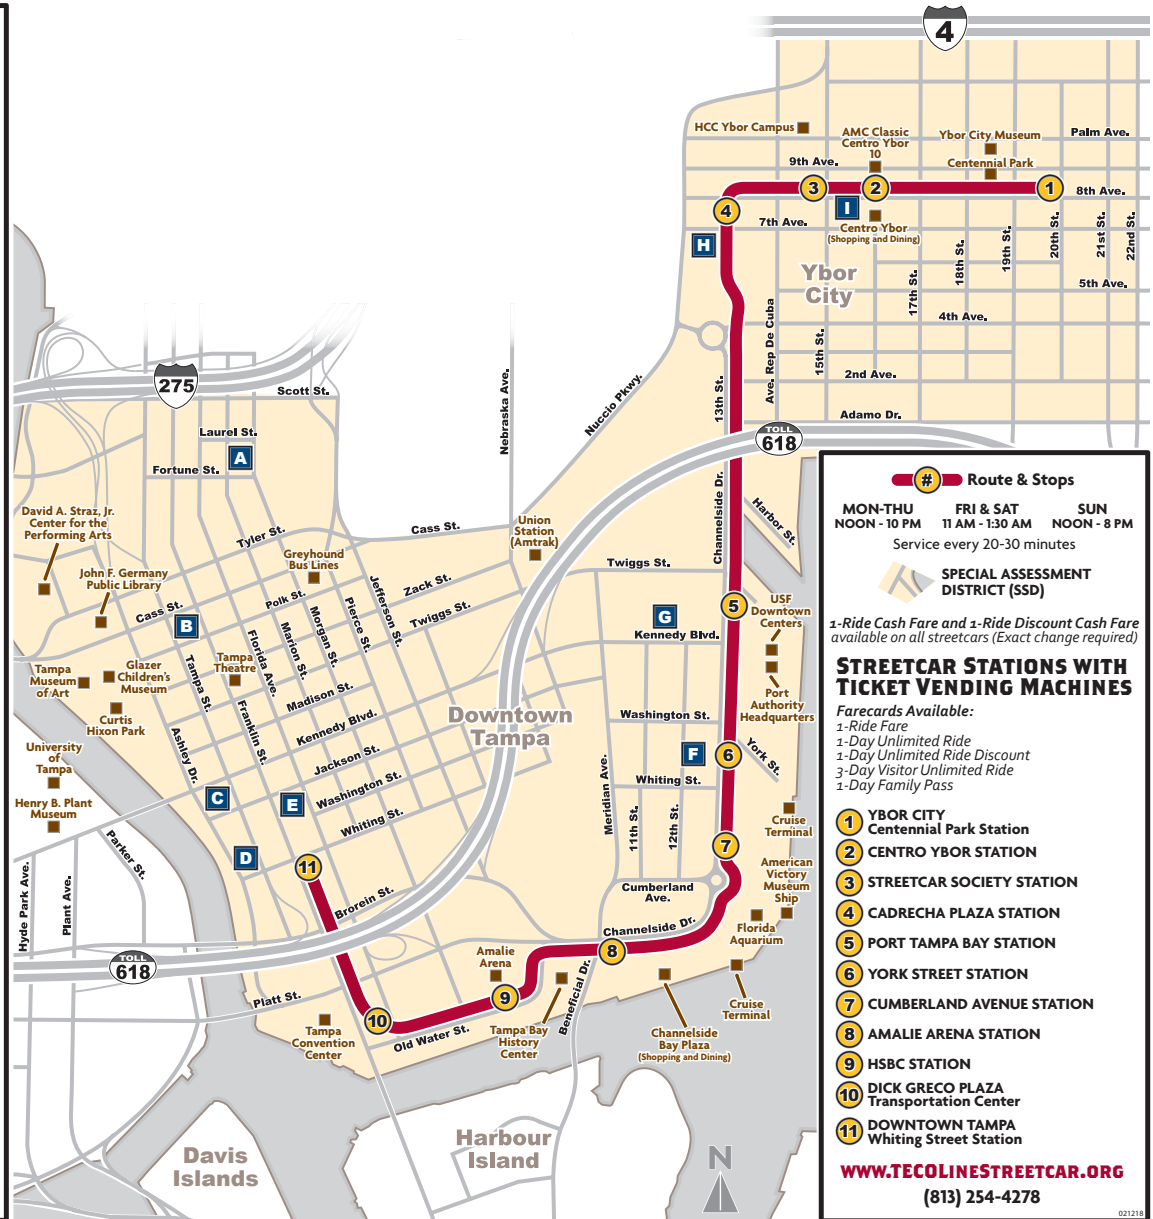 4
HCC Ybor Campus
AMC Classic
Centro Ybor
10
Ybor City Museum
Palm Ave.
9th Ave.
Centennial Park
3
2
1
8th Ave.
4
I
7th Ave.
Centro Ybor
(Shopping and Dining)
H
Ybor
City
17th St.
18th St.
19th St.
20th St.
21st St.
22nd St.
5th Ave.
4th Ave.
Ave. Rep De Cuba
15th St.
2nd Ave.
13th St.
Adamo Dr.
TOLL
618
275
Scott St.
Nebraska Ave.
Nuccio Pkwy.
Laurel St.
A
Fortune St.
David A. Straz, Jr.
Center for the
Performing Arts
Tyler St.
Cass St.
Union
Station
(Amtrak)
Channelside Dr.
Harbor St.
John F. Germany
Public Library
Greyhound
Bus Lines
Twiggs St.
Cass St.
Polk St.
Zack St.
Jefferson St.
Pierce St.
Morgan St.
Marion St.
Florida Ave.
Twiggs St.
B
G
5
USF
Downtown
Centers
Kennedy Blvd.
Tampa
Museum
of Art
Glazer
Children's
Museum
Tampa
Theatre
Tampa St.
Madison St.
Port
Authority
Headquarters
Curtis
Hixon Park
Franklin St.
Kennedy Blvd.
Downtown
Tampa
Washington St.
University
of Tampa
Ashley Dr.
Jackson St.
F
6
York St.
Henry B. Plant
Museum
C
E
Washington St.
Whiting St.
Meridian Ave.
11th St.
12th St.
Whiting St.
Cruise
Terminal
Parker St.
D
11
7
American
Victory
Museum
Ship
Hyde Park Ave.
Plant Ave.
Brorein St.
Cumberland
Ave.
Channelside Dr.
Florida
Aquarium
TOLL
618
Amalie
Arena
8
9
Platt St.
10
Beneficial Dr.
Cruise
Terminal
Tampa
Convention
Center
Old Water St.
Tampa Bay
History
Center
Channelside
Bay Plaza
(Shopping and Dining)
Davis
Islands
Harbour
Island
N
# Route & Stops
MON-THU FRI & SAT SUN
NOON - 10 PM 11 AM - 1:30 AM NOON - 8 PM
Service every 20-30 minutes
SPECIAL ASSESSMENT
DISTRICT (SSD)
1-Ride Cash Fare and 1-Ride Discount Cash Fare
available on all streetcars (Exact change required)
STREETCAR STATIONS WITH
TICKET VENDING MACHINES
Farecards Available:
1-Ride Fare
1-Day Unlimited Ride
1-Day Unlimited Ride Discount
3-Day Visitor Unlimited Ride
1-Day Family Pass
1 YBOR CITY
Centennial Park Station
2 CENTRO YBOR STATION
3 STREETCAR SOCIETY STATION
4 CADRECHA PLAZA STATION
5 PORT TAMPA BAY STATION
6 YORK STREET STATION
7 CUMBERLAND AVENUE STATION
8 AMALIE ARENA STATION
9 HSBC STATION
10 DICK GRECO PLAZA
Transportation Center
11 DOWNTOWN TAMPA
Whiting Street Station
WWW.TECOLINESTREETCAR.ORG
(813) 254-4278
021218